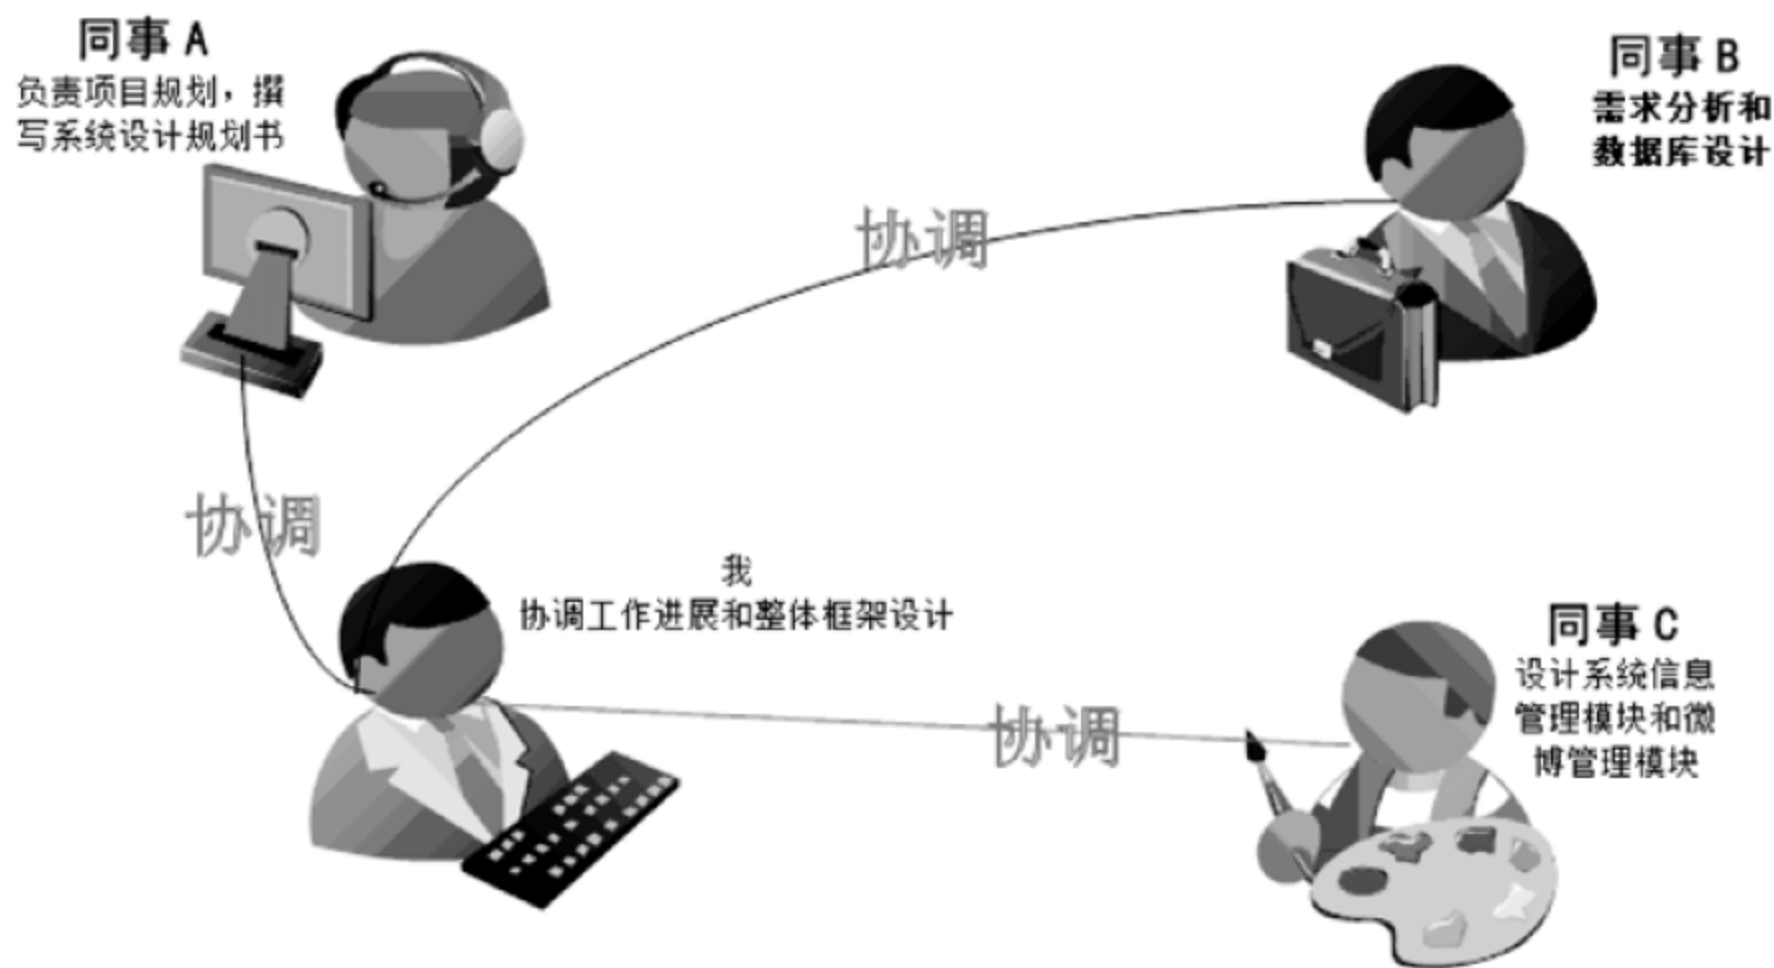 同事 A
负责项目规划，撰
写系统设计规划书
同事 B
需求分析和
数据库设计
协调
协调
我
协调工作进展和整体框架设计
同事 C
设计系统信息
管理模块和微
博管理模块
协调